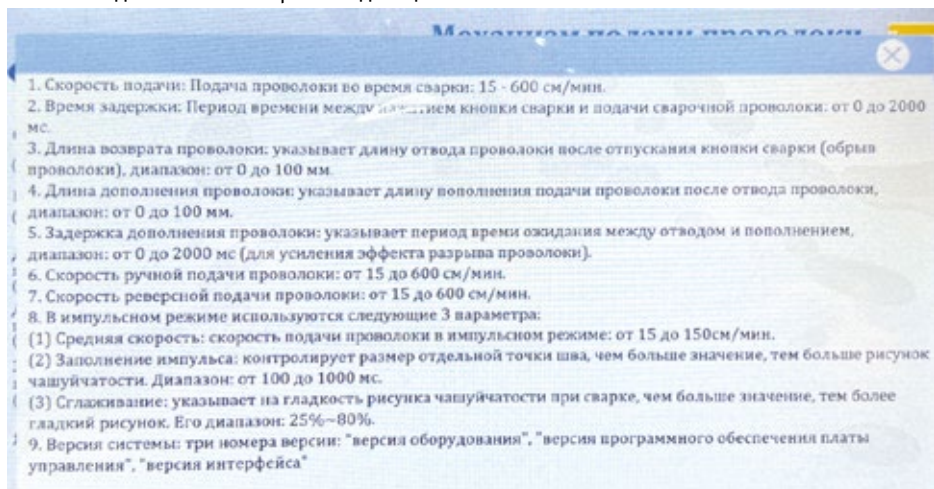 Механизм подачи проволоки
1. Скорость подачи: Подача проволоки во время сварки: 15 - 600 см/мин.
2. Время задержки: Период времени между нажатием кнопки сварки и подачи сварочной проволоки: от 0 до 2000
мс.
3. Длина возврата проволоки: указывает длину отвода проволоки после отпускания кнопки сварки (обрыв
проволоки), диапазон: от 0 до 100 мм.
4. Длина дополнения проволоки: указывает длину пополнения подачи проволоки после отвода проволоки,
диапазон: от 0 до 100 мм.
5. Задержка дополнения проволоки: указывает период времи ожидания между отводом и пополнением,
диапазон: от 0 до 2000 мс (для усиления эффекта разрыва проволоки).
6. Скорость ручной подачи проволоки: от 15 до 600 см/мин.
7. Скорость реверсной подачи проволоки: от 15 до 600 см/мин.
8. В импульсном режиме используются следующие 3 параметра:
(1) Средняя скорость: скорость подачи проволоки в импульсном режиме: от 15 до 150см/мин.
(2) Заполнение импульса: контролирует размер отдельной точки шва, чем больше значение, тем больше рисунок
чашуйчатости. Диапазон: от 100 до 1000 мс.
(3) Сглаживание: указывает на гладкость рисунка чашуйчатости при сварке, чем больше значение, тем более
гладкий рисунок. Его диапазон: 25%~80%.
9. Версия системы: три номера версии: "версия оборудования", "версия программного обеспечения платы
управления", "версия интерфейса"